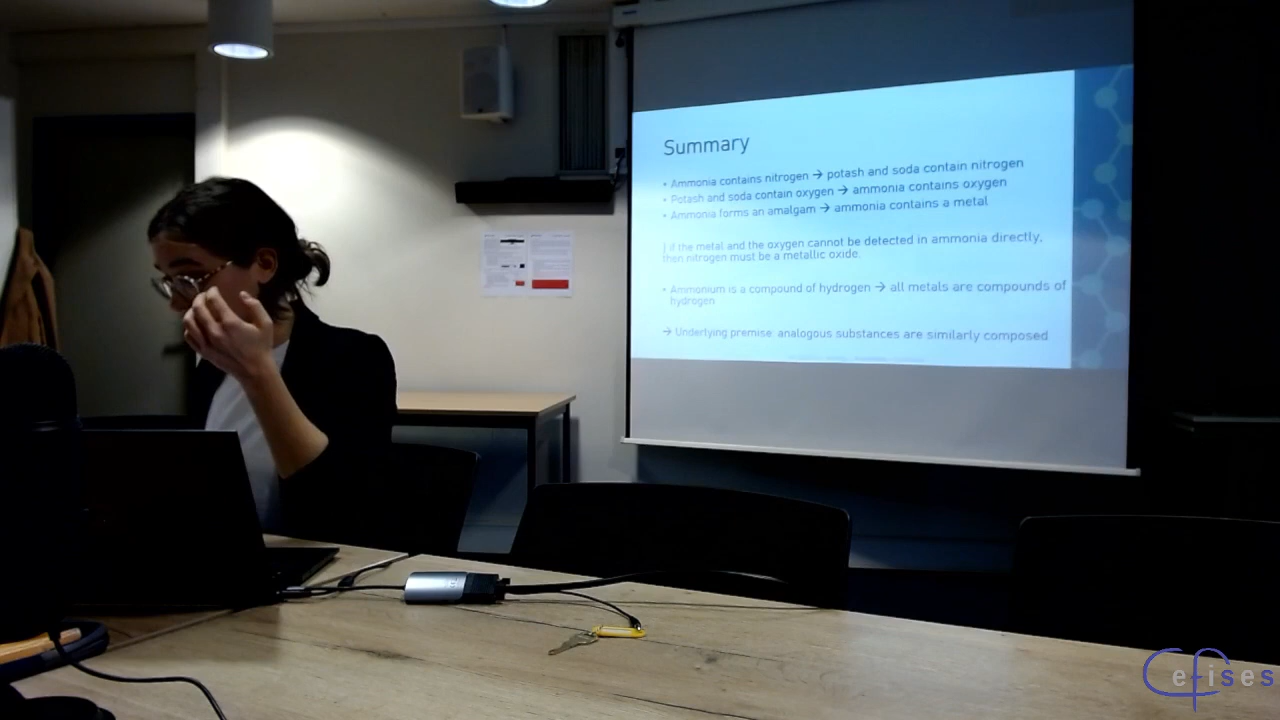 Summary
• Ammonia contains nitrogen → potash and soda contain nitrogen
• Potash and soda contain oxygen → ammonia contains oxygen
• Ammonia forms an amalgam → ammonia contains a metal
if the metal and the oxygen cannot be detected in ammonia directly,
then nitrogen must be a metallic oxide.
• Ammonium is a compound of hydrogen → all metals are compounds of
hydrogen
→ Underlying premise: analogous substances are similarly composed
Cefises